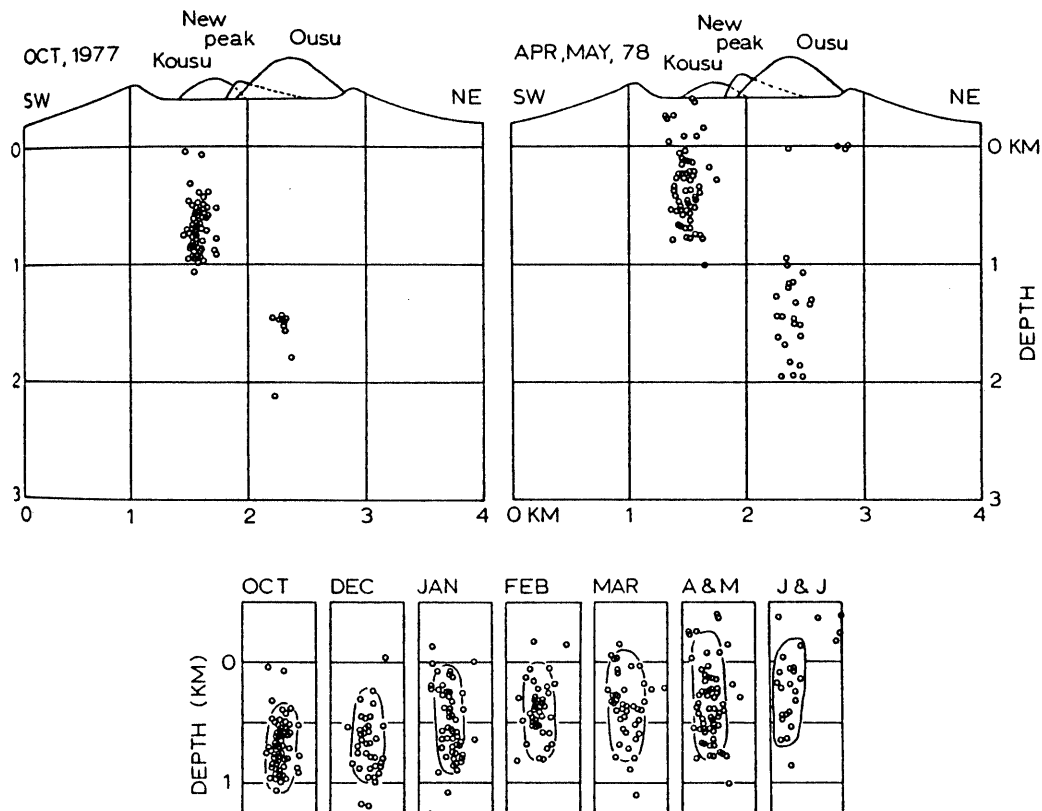 OCT, 1977
New
peak
Ousu
Kousu
SW
NE
0
1
2
3
0
1
2
3
4
APR, MAY, 78
New
peak
Ousu
Kousu
SW
NE
0 KM
1
2
3
DEPTH
0 KM
1
2
3
4
OCT
DEC
JAN
FEB
MAR
A & M
J & J
DEPTH (KM)
0
1